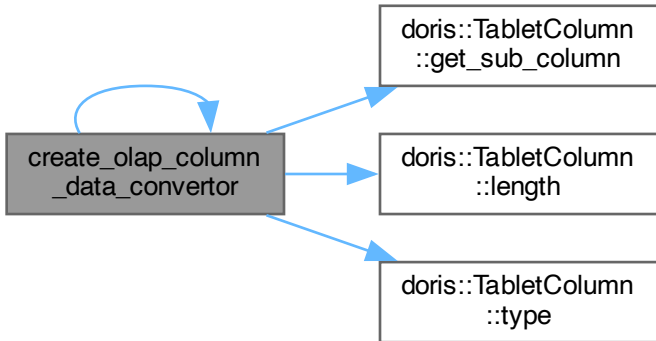 doris::TabletColumn
::get_sub_column
create_olap_column
_data_convertor
doris::TabletColumn
::length
doris::TabletColumn
::type